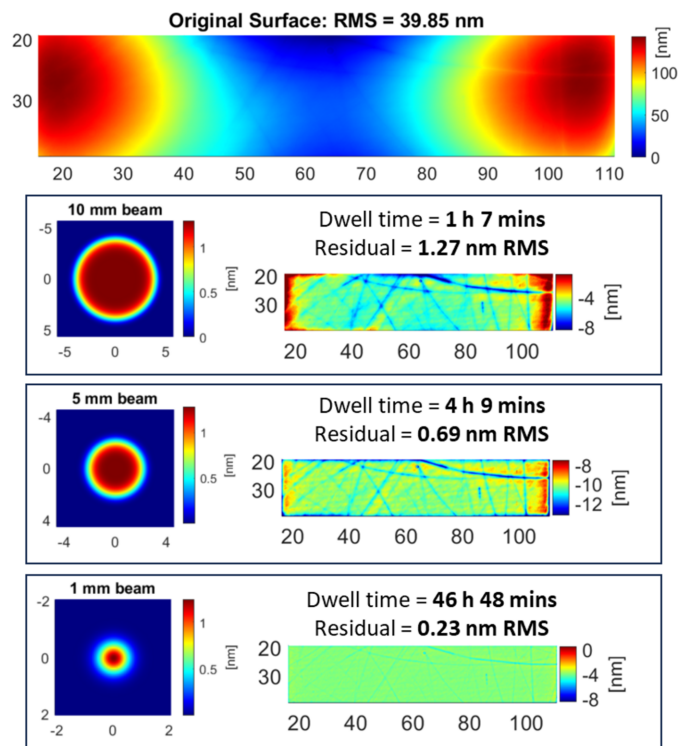 Original Surface: RMS = 39.85 nm
[nm]
20
30
100
50
0
20 30 40 50 60 70 80 90 100 110
10 mm beam
-5
0
5
-5 0 5
1
0.5
0
[nm]
Dwell time = 1 h 7 mins
Residual = 1.27 nm RMS
20
30
20 40 60 80 100
-4
-8
[nm]
5 mm beam
-4
0
4
-4 0 4
1
0.5
[nm]
Dwell time = 4 h 9 mins
Residual = 0.69 nm RMS
20
30
20 40 60 80 100
-8
-10
-12
[nm]
1 mm beam
-2
0
2
-2 0 2
1
0.5
[nm]
Dwell time = 46 h 48 mins
Residual = 0.23 nm RMS
20
30
20 40 60 80 100
0
-4
-8
[nm]